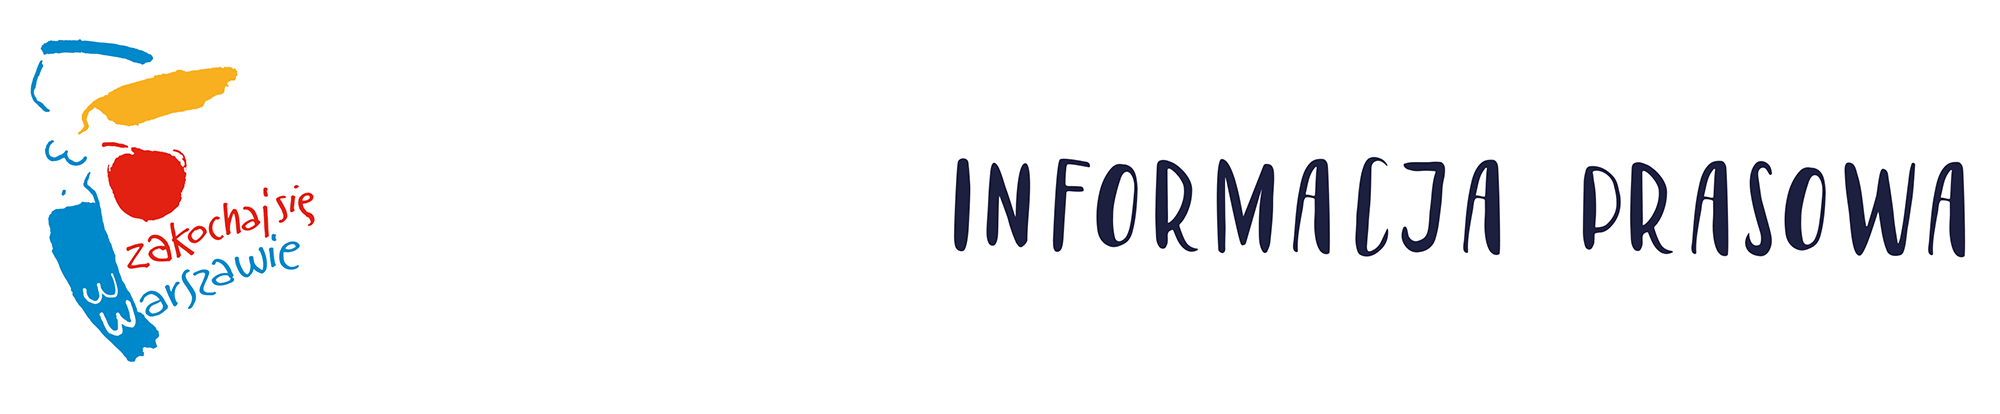 zakochaj się
w
warszawie
INFORMACJA PRASOWA